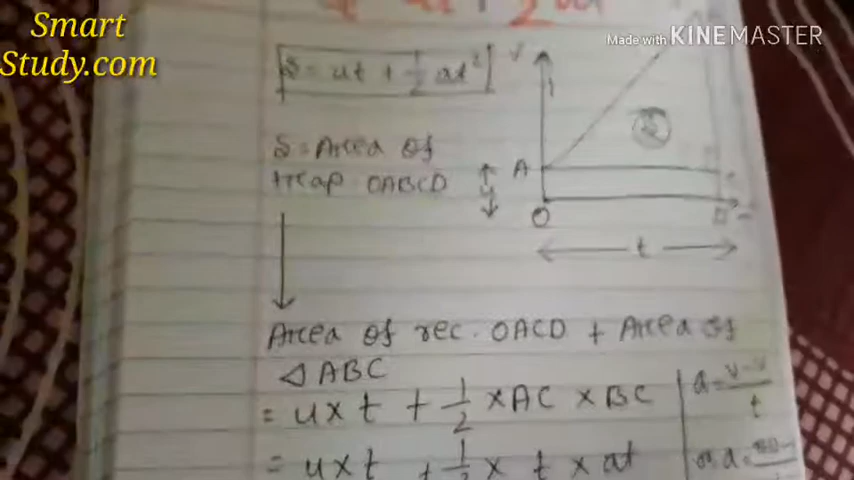 Smart
Study.com
Made with KINEMASTER
S = ut + 1/2 at²
V
S = Area of
trap OABCD
A
u
O
t
Area of rec. OACD + Area of
△ ABC
= u x t + 1/2 x AC x BC
a =
t
= u x t + 1/2 x t x at
a =